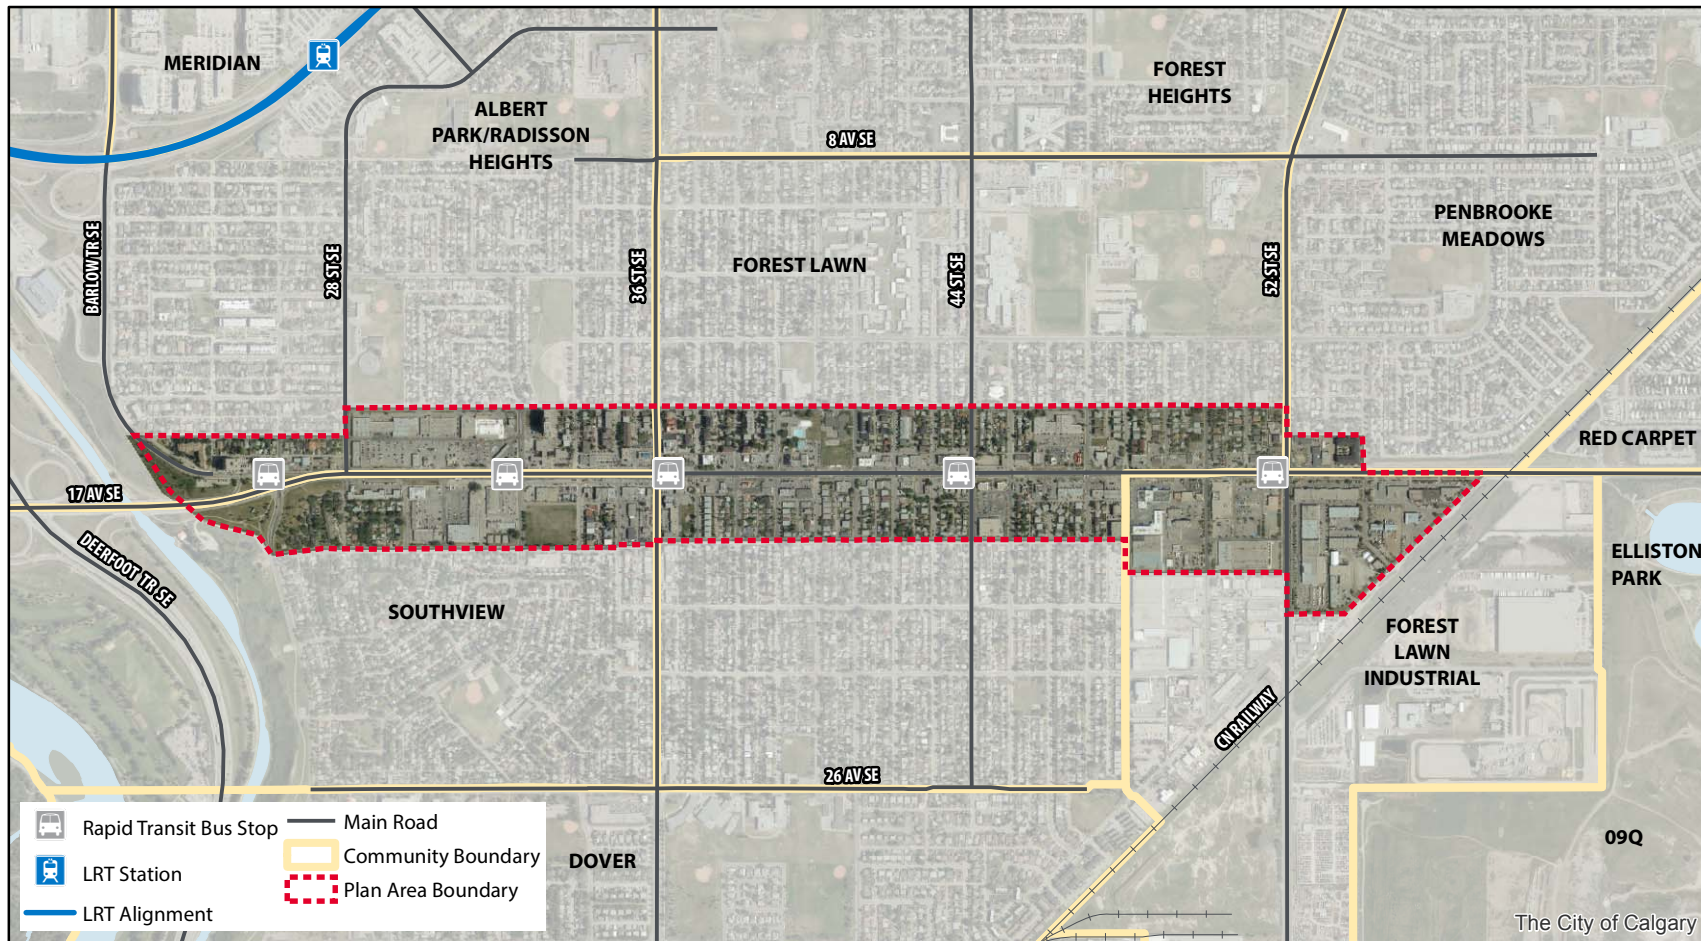 MERIDIAN
ALBERT
PARK/RADISSON
HEIGHTS
FOREST
HEIGHTS
8 AV SE
PENBROOKE
MEADOWS
BARLOW TR SE
28 ST SE
36 ST SE
FOREST LAWN
44 ST SE
52 ST SE
RED CARPET
17 AV SE
DEERFOOT TR SE
ELLISTON
PARK
SOUTHVIEW
FOREST
LAWN
INDUSTRIAL
CN RAILWAY
26 AV SE
DOVER
09Q
Rapid Transit Bus Stop
LRT Station
LRT Alignment
Main Road
Community Boundary
Plan Area Boundary
The City of Calgary